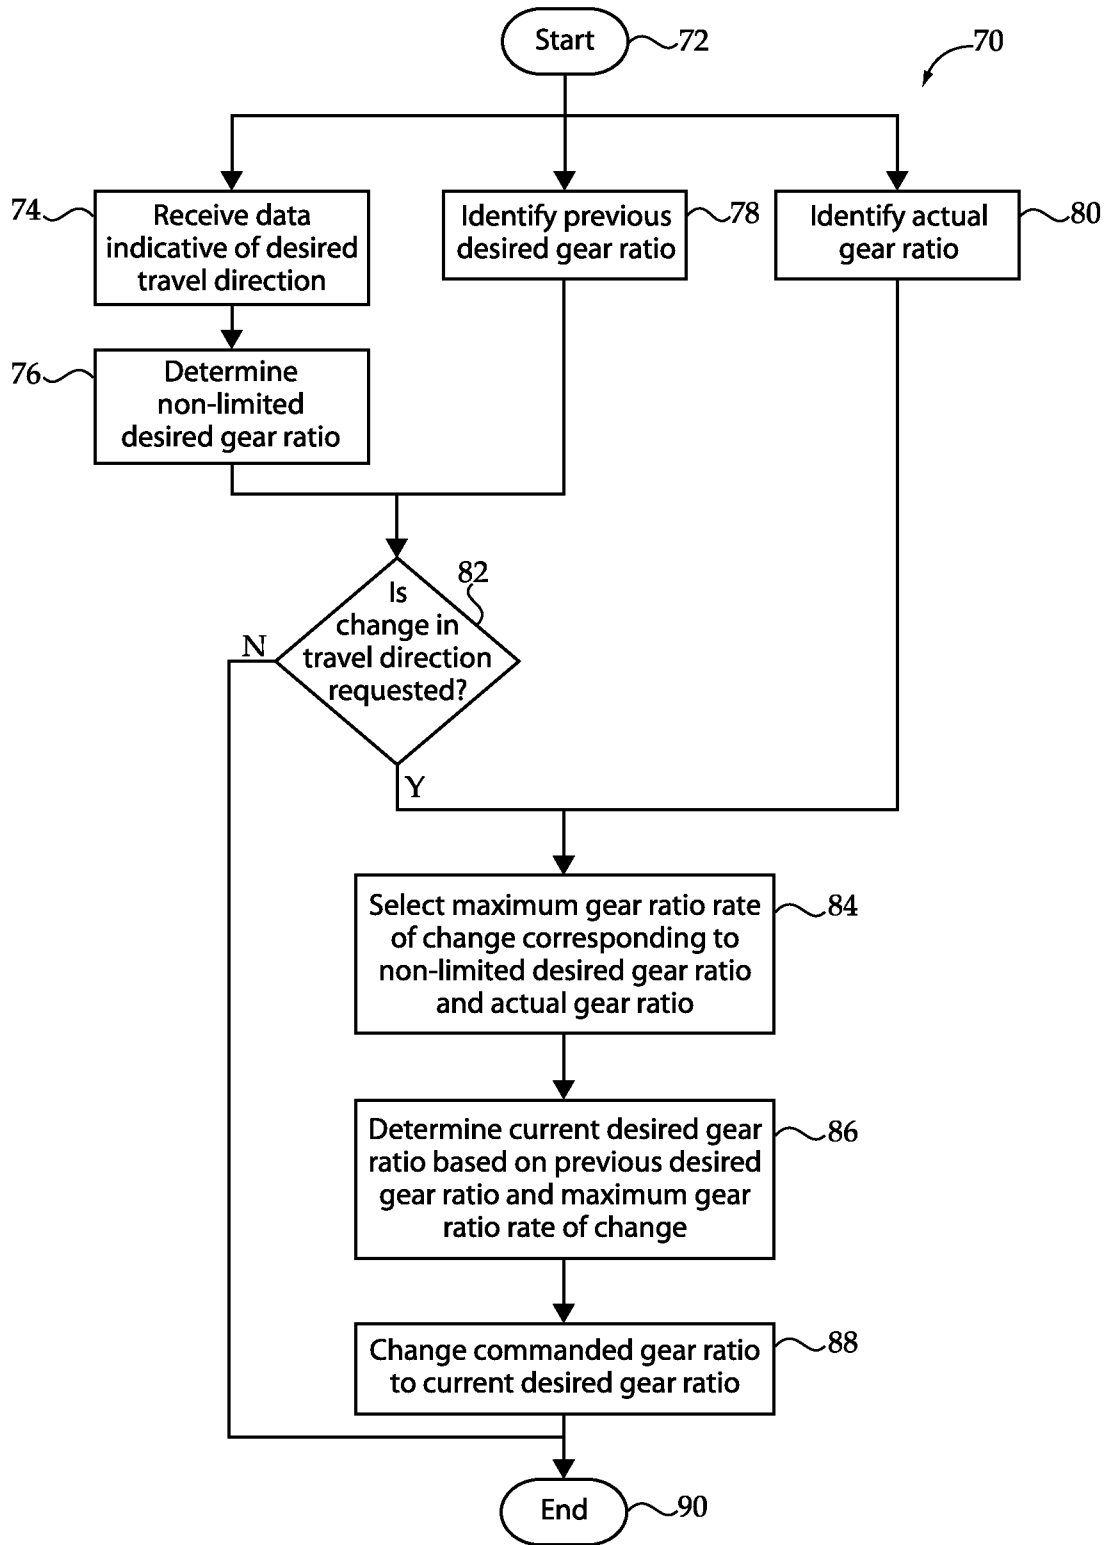 Start
72
70
74
Receive data
indicative of desired
travel direction
Identify previous
desired gear ratio
78
Identify actual
gear ratio
80
76
Determine
non-limited
desired gear ratio
82
Is
change in
travel direction
requested?
N
Y
Select maximum gear ratio rate
of change corresponding to
non-limited desired gear ratio
and actual gear ratio
84
Determine current desired gear
ratio based on previous desired
gear ratio and maximum gear
ratio rate of change
86
Change commanded gear ratio
to current desired gear ratio
88
End
90